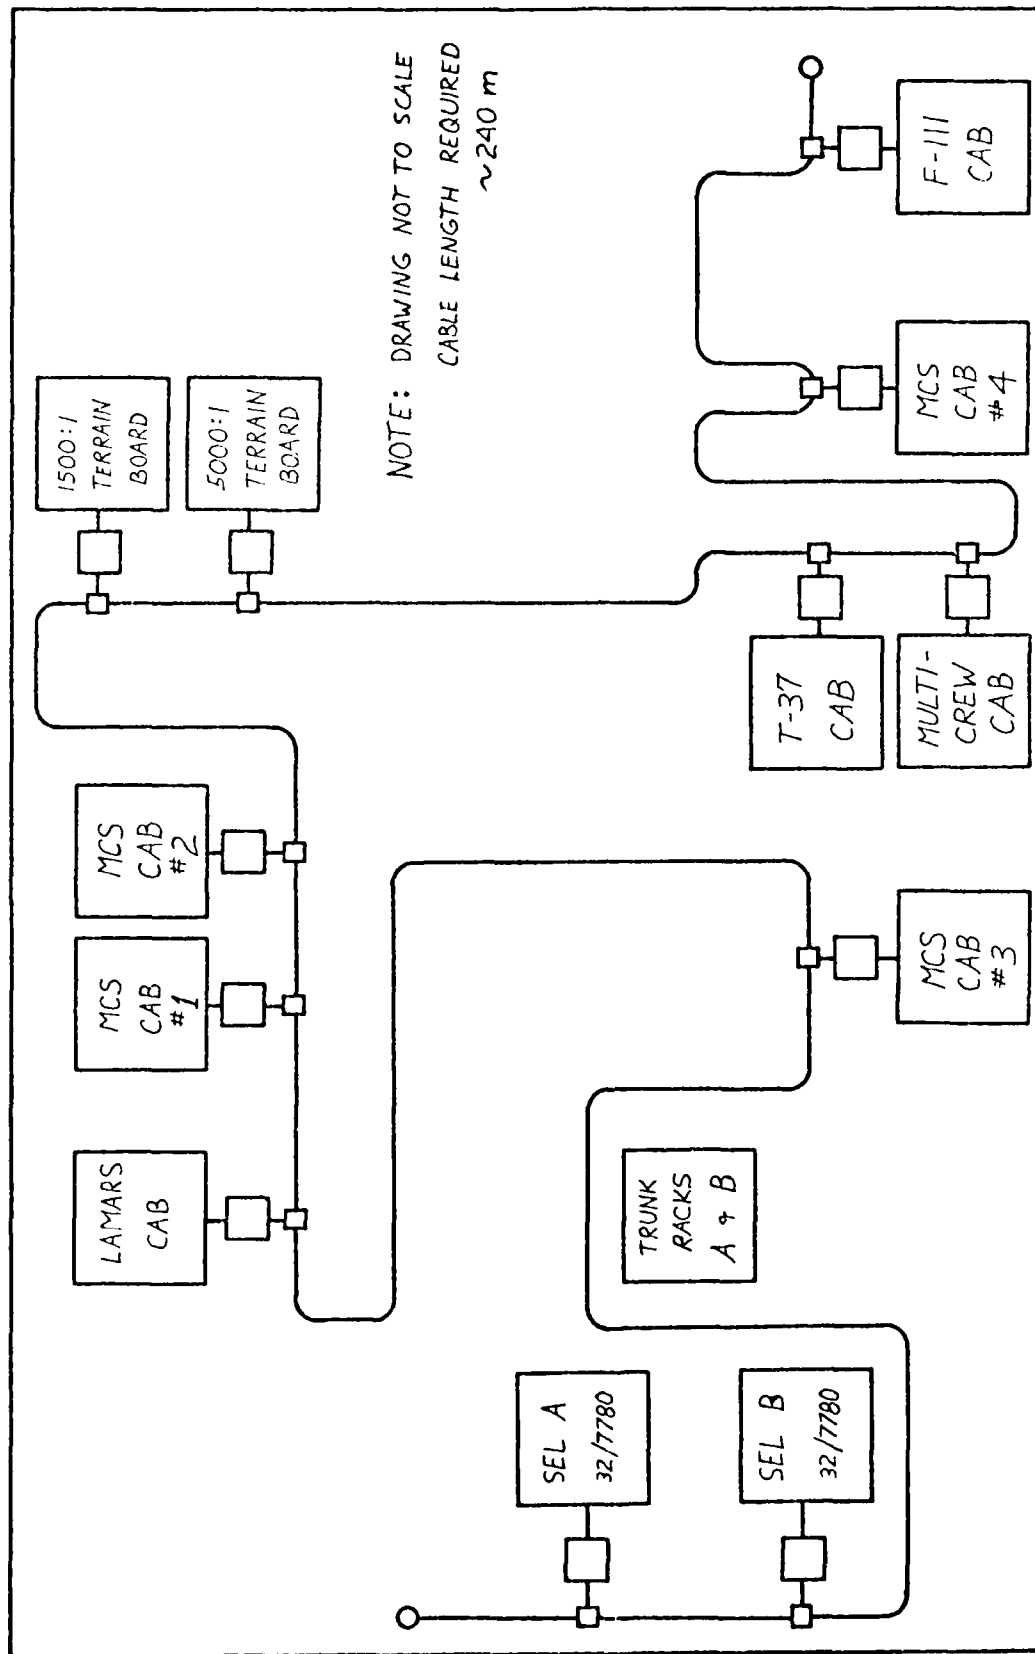 LAMARS
CAB
MCS
CAB
#1
MCS
CAB
#2
1500:1
TERRAIN
BOARD
5000:1
TERRAIN
BOARD
NOTE: DRAWING NOT TO SCALE
CABLE LENGTH REQUIRED
~240 m
SEL A
32/7780
SEL B
32/7780
TRUNK
RACKS
A & B
MCS
CAB
#3
T-37
CAB
MULTI-
CREW
CAB
MCS
CAB
#4
F-111
CAB